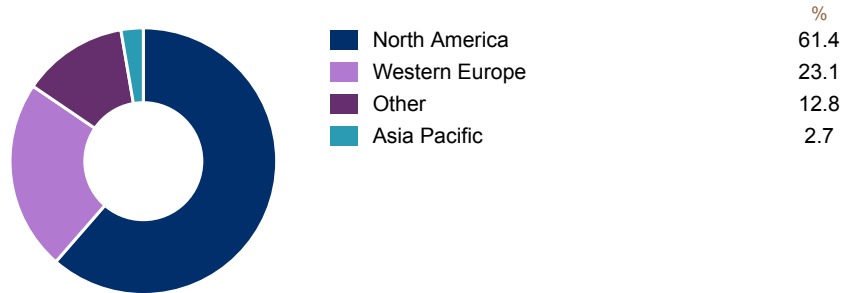 %
North America 61.4
Western Europe 23.1
Other 12.8
Asia Pacific 2.7